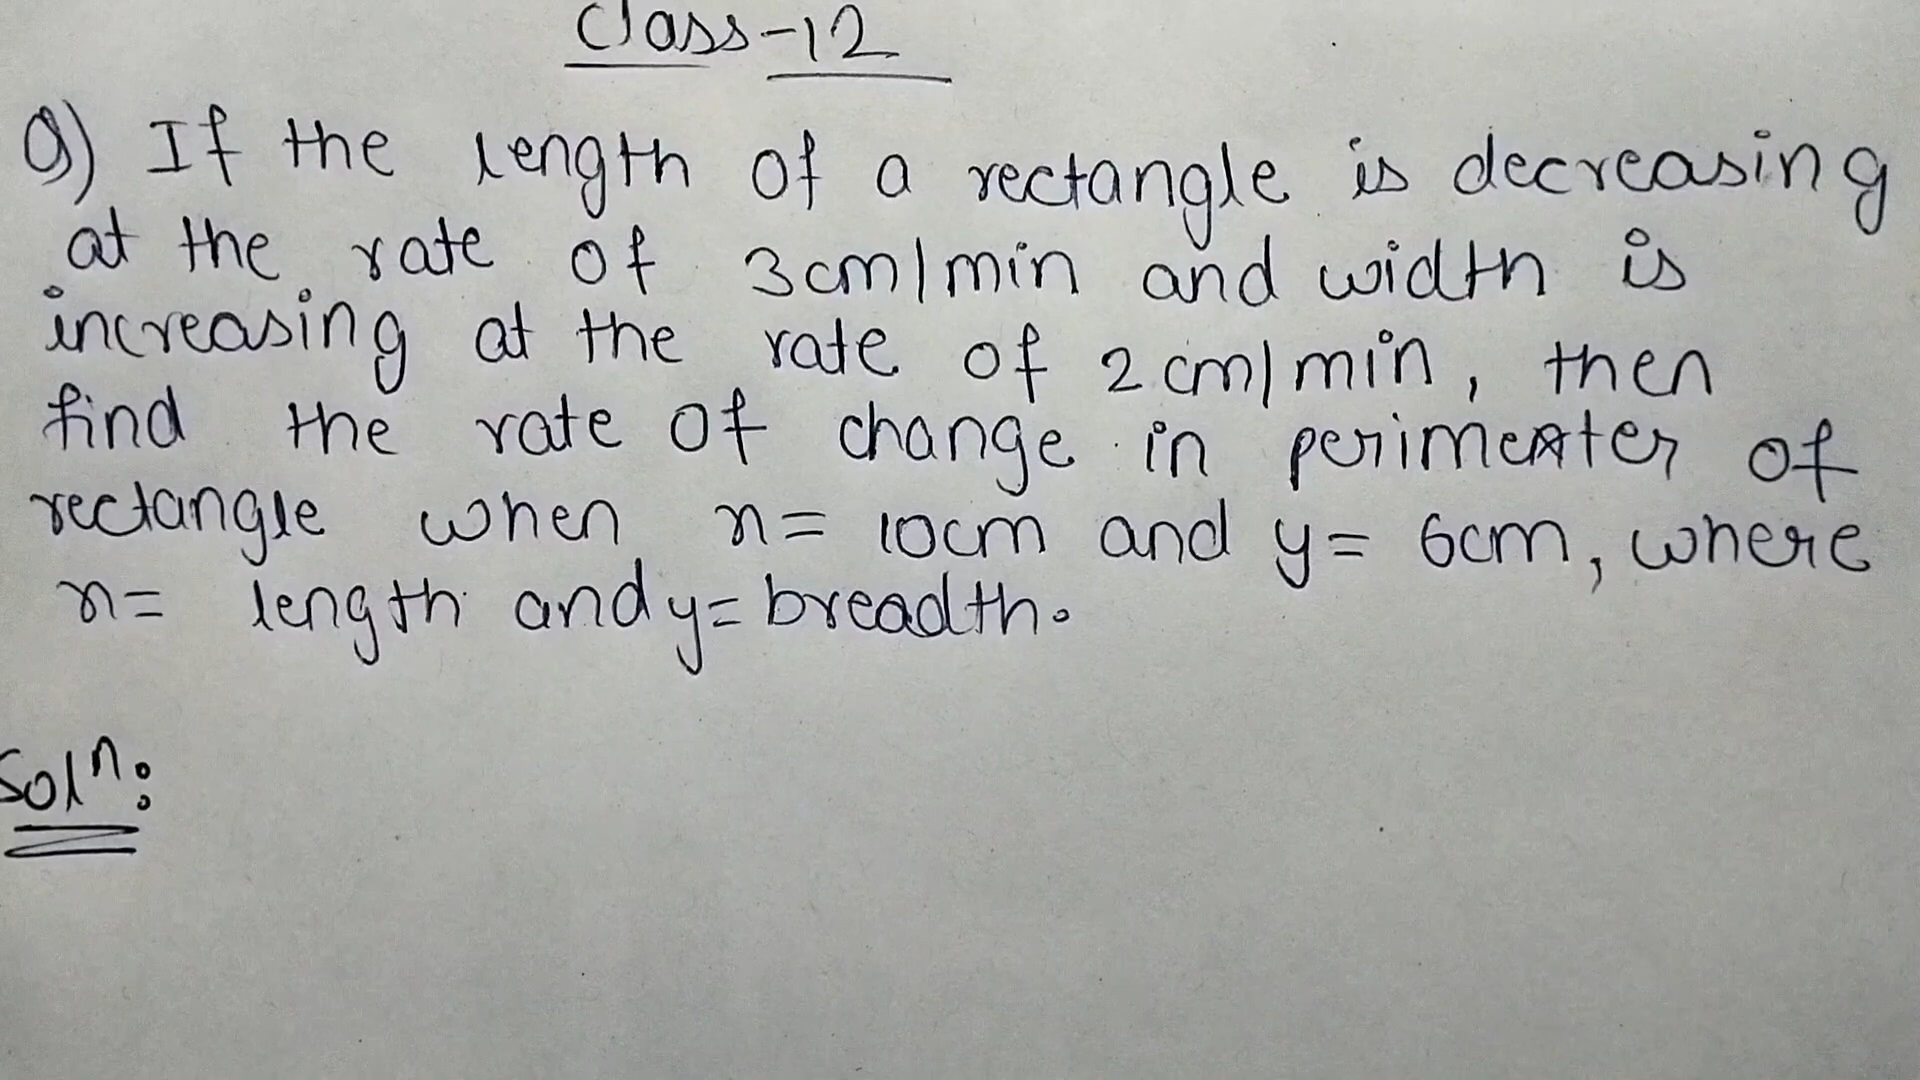 Class-12
Q) If the length of a rectangle is decreasing
at the rate of 3cm/min and width is
increasing at the rate of 2cm/min, then
find the rate of change in perimeter of
rectangle when x= 10cm and y= 6cm, where
x= length and y= breadth.
Solⁿ: